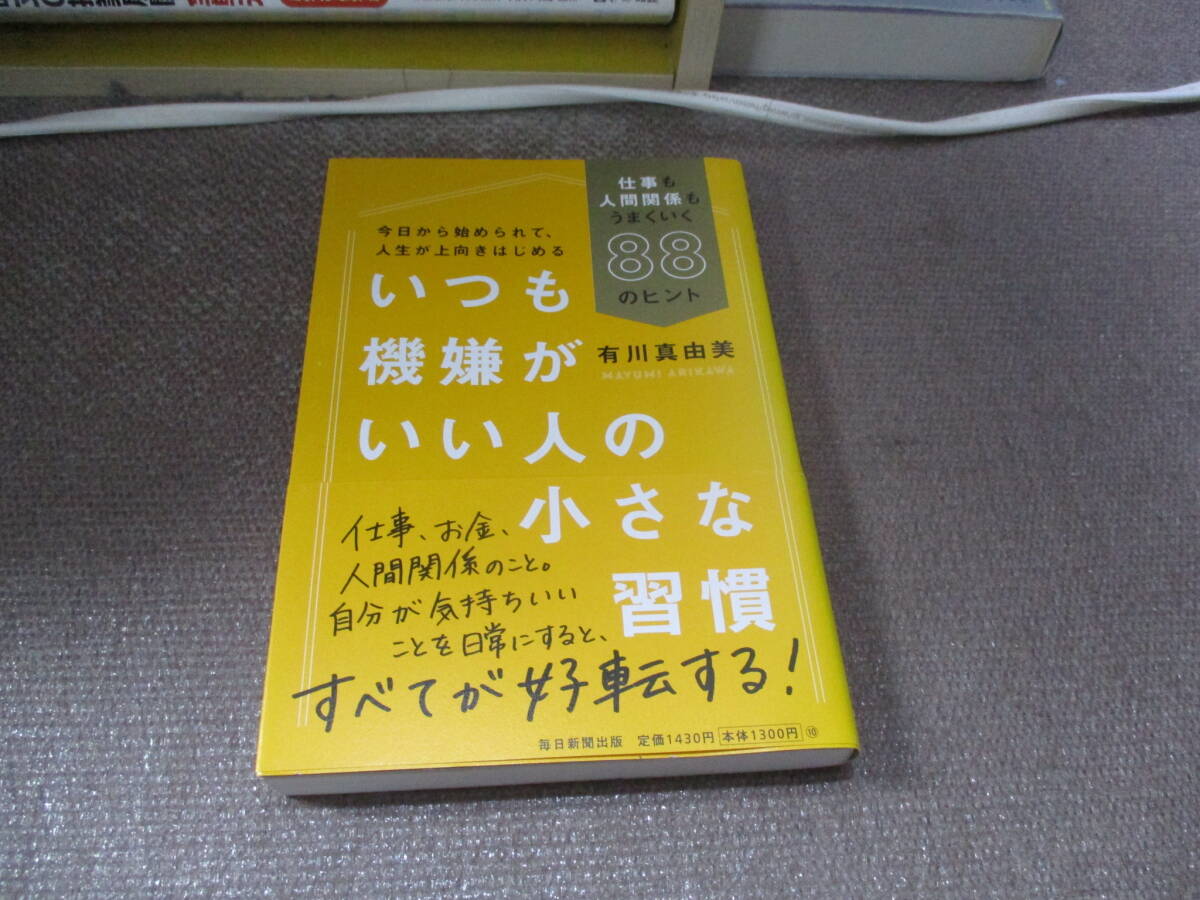 今日から始められて、
人生が上向きはじめる
いつも
機嫌が
いい人の
小さな
習慣
仕事も
人間関係も
うまくいく
88
のヒント
有川真由美
MAYUMI ARIKAWA
仕事、お金、
人間関係のこと。
自分が気持ちいい
ことを日常にすると、
すべてが好転する!
毎日新聞出版 定価1430円 本体1300円 ⑩